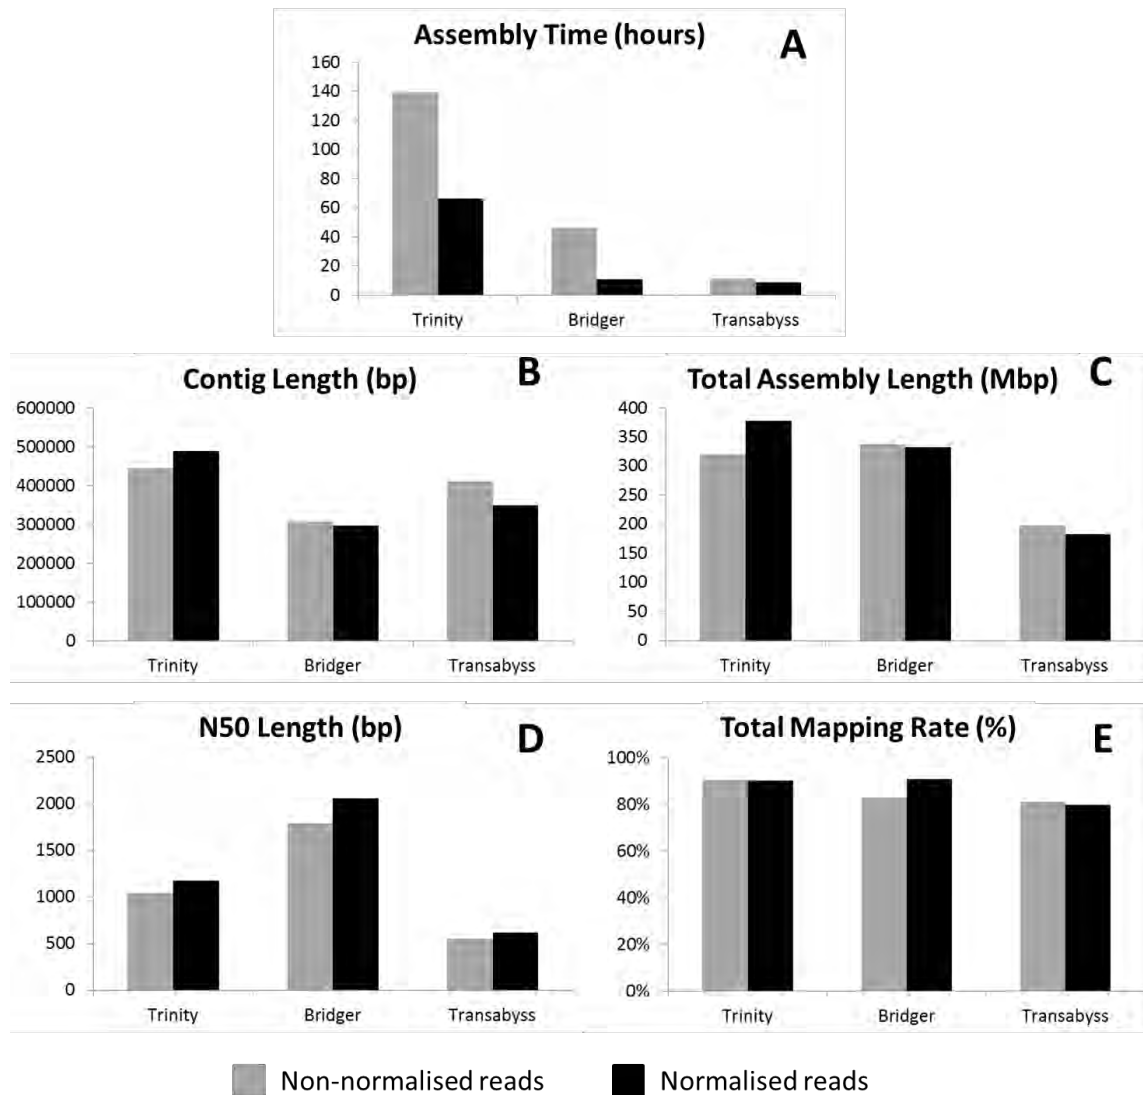 Assembly Time (hours)
A
160
140
120
100
80
60
40
20
0
Trinity
Bridger
Transabyss
Contig Length (bp)
B
600000
500000
400000
300000
200000
100000
0
Trinity
Bridger
Transabyss
Total Assembly Length (Mbp)
C
400
350
300
250
200
150
100
50
0
Trinity
Bridger
Transabyss
N50 Length (bp)
D
2500
2000
1500
1000
500
0
Trinity
Bridger
Transabyss
Total Mapping Rate (%)
E
100%
80%
60%
40%
20%
0%
Trinity
Bridger
Transabyss
Non-normalised reads
Normalised reads